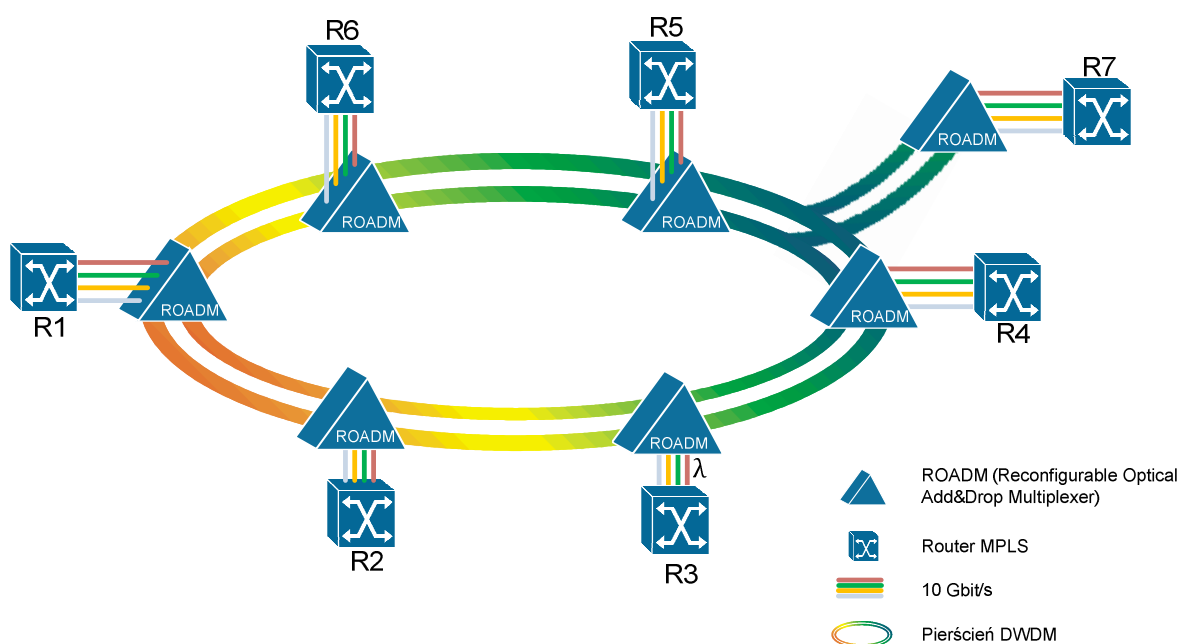 R6
R5
R7
ROADM
ROADM
ROADM
R1
ROADM
ROADM
R4
ROADM
ROADM
λ
R2
R3
ROADM (Reconfigurable Optical
Add&Drop Multiplexer)
Router MPLS
10 Gbit/s
Pierścień DWDM